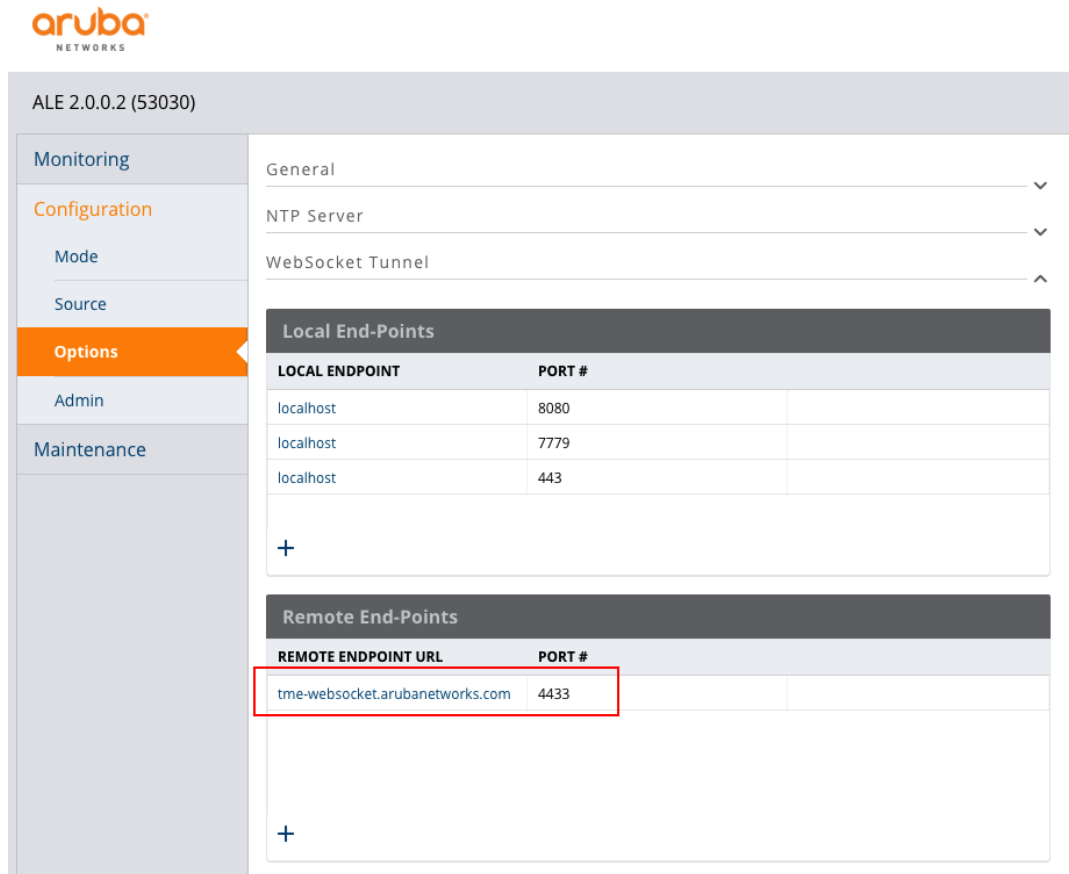 aruba
NETWORKS
ALE 2.0.0.2 (53030)
Monitoring
Configuration
Mode
Source
Options
Admin
Maintenance
General
NTP Server
WebSocket Tunnel
Local End-Points
LOCAL ENDPOINT PORT #
localhost 8080
localhost 7779
localhost 443
+
Remote End-Points
REMOTE ENDPOINT URL PORT #
tme-websocket.arubanetworks.com 4433
+